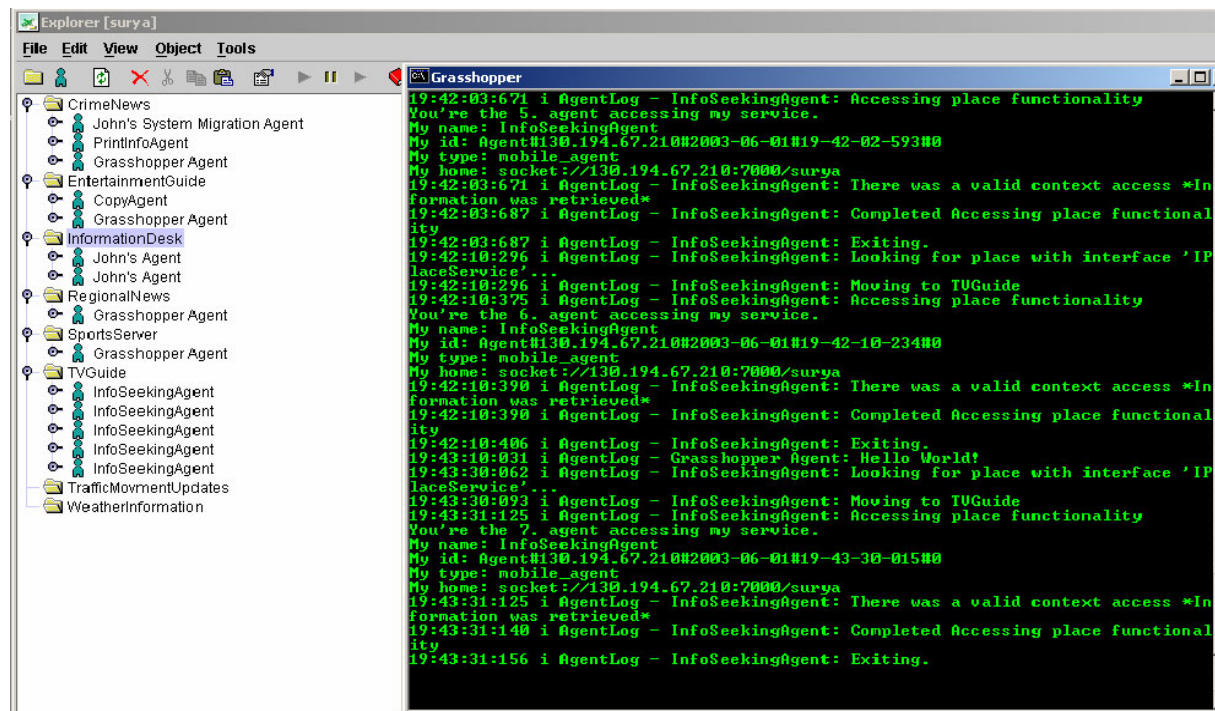 Explorer [surya]
File Edit View Object Tools
CrimeNews
John's System Migration Agent
PrintInfoAgent
Grasshopper Agent
EntertainmentGuide
CopyAgent
Grasshopper Agent
InformationDesk
John's Agent
John's Agent
RegionalNews
Grasshopper Agent
SportsServer
Grasshopper Agent
TVGuide
InfoSeekingAgent
InfoSeekingAgent
InfoSeekingAgent
InfoSeekingAgent
InfoSeekingAgent
TrafficMovmentUpdates
WeatherInformation
Grasshopper
19:42:03:671 i AgentLog - InfoSeekingAgent: Accessing place functionality
You're the 5. agent accessing my service.
My name: InfoSeekingAgent
My id: Agent#130.194.67.210#2003-06-01#19-42-02-593#0
My type: mobile_agent
My home: socket://130.194.67.210:7000/surya
19:42:03:671 i AgentLog - InfoSeekingAgent: There was a valid context access *In
formation was retrieved*
19:42:03:687 i AgentLog - InfoSeekingAgent: Completed Accessing place functional
ity
19:42:03:687 i AgentLog - InfoSeekingAgent: Exiting.
19:42:10:296 i AgentLog - InfoSeekingAgent: Looking for place with interface 'IP
laceService'...
19:42:10:296 i AgentLog - InfoSeekingAgent: Moving to TVGuide
19:42:10:375 i AgentLog - InfoSeekingAgent: Accessing place functionality
You're the 6. agent accessing my service.
My name: InfoSeekingAgent
My id: Agent#130.194.67.210#2003-06-01#19-42-10-234#0
My type: mobile_agent
My home: socket://130.194.67.210:7000/surya
19:42:10:390 i AgentLog - InfoSeekingAgent: There was a valid context access *In
formation was retrieved*
19:42:10:390 i AgentLog - InfoSeekingAgent: Completed Accessing place functional
ity
19:42:10:406 i AgentLog - InfoSeekingAgent: Exiting.
19:43:10:031 i AgentLog - Grasshopper Agent: Hello World!
19:43:30:062 i AgentLog - InfoSeekingAgent: Looking for place with interface 'IP
laceService'...
19:43:30:093 i AgentLog - InfoSeekingAgent: Moving to TVGuide
19:43:31:125 i AgentLog - InfoSeekingAgent: Accessing place functionality
You're the 7. agent accessing my service.
My name: InfoSeekingAgent
My id: Agent#130.194.67.210#2003-06-01#19-43-30-015#0
My type: mobile_agent
My home: socket://130.194.67.210:7000/surya
19:43:31:125 i AgentLog - InfoSeekingAgent: There was a valid context access *In
formation was retrieved*
19:43:31:140 i AgentLog - InfoSeekingAgent: Completed Accessing place functional
ity
19:43:31:156 i AgentLog - InfoSeekingAgent: Exiting.